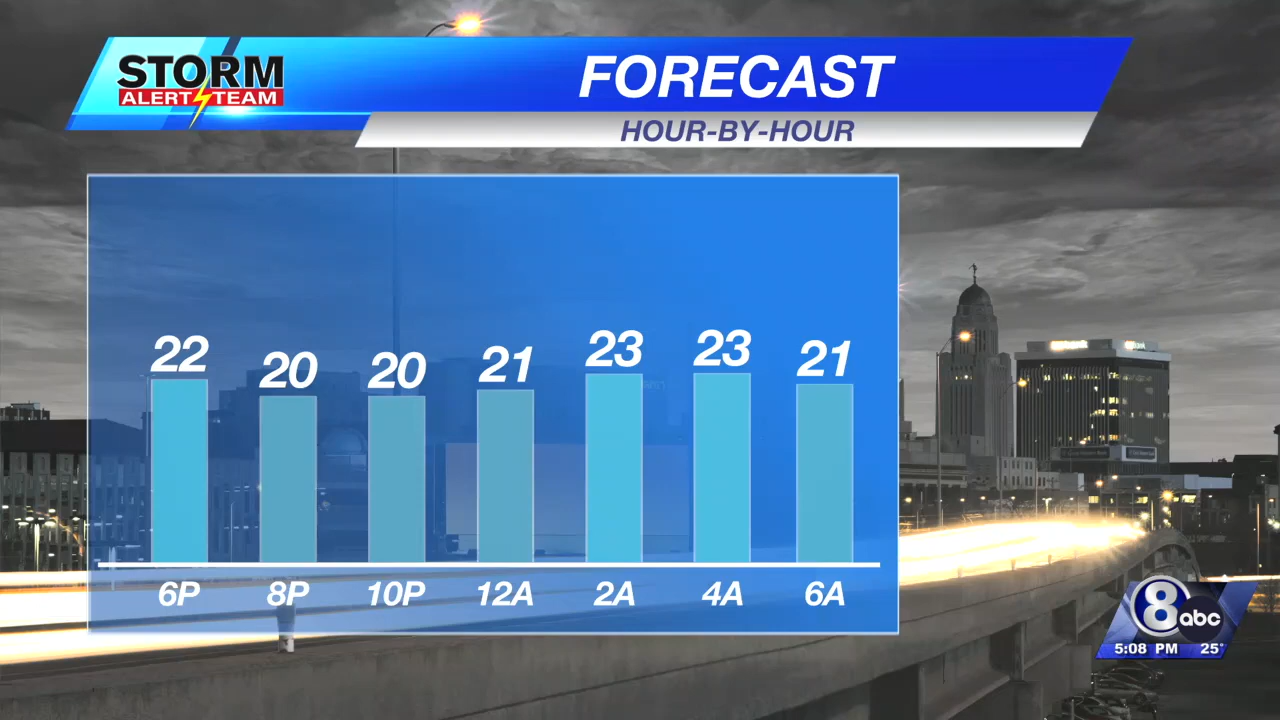 STORM
ALERT TEAM
FORECAST
HOUR-BY-HOUR
22 20 20 21 23 23 21
6P 8P 10P 12A 2A 4A 6A
8 abc
5:08 PM 25°